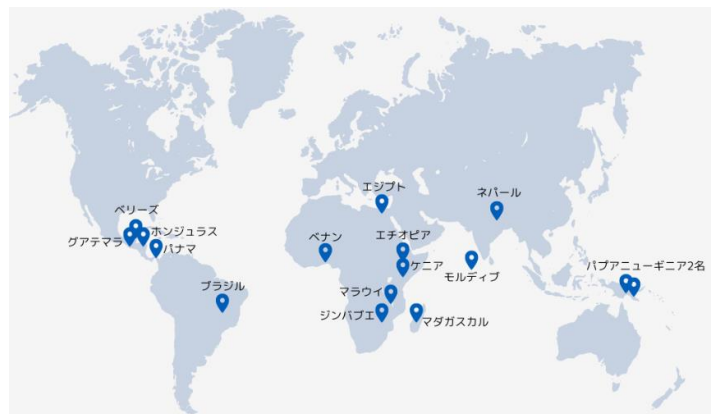 エジプト
ネパール
ベリーズ
ホンジュラス
グアテマラ
パナマ
ベナン
エチオピア
ケニア
モルディブ
パプアニューギニア2名
ブラジル
マラウイ
ジンバブエ
マダガスカル